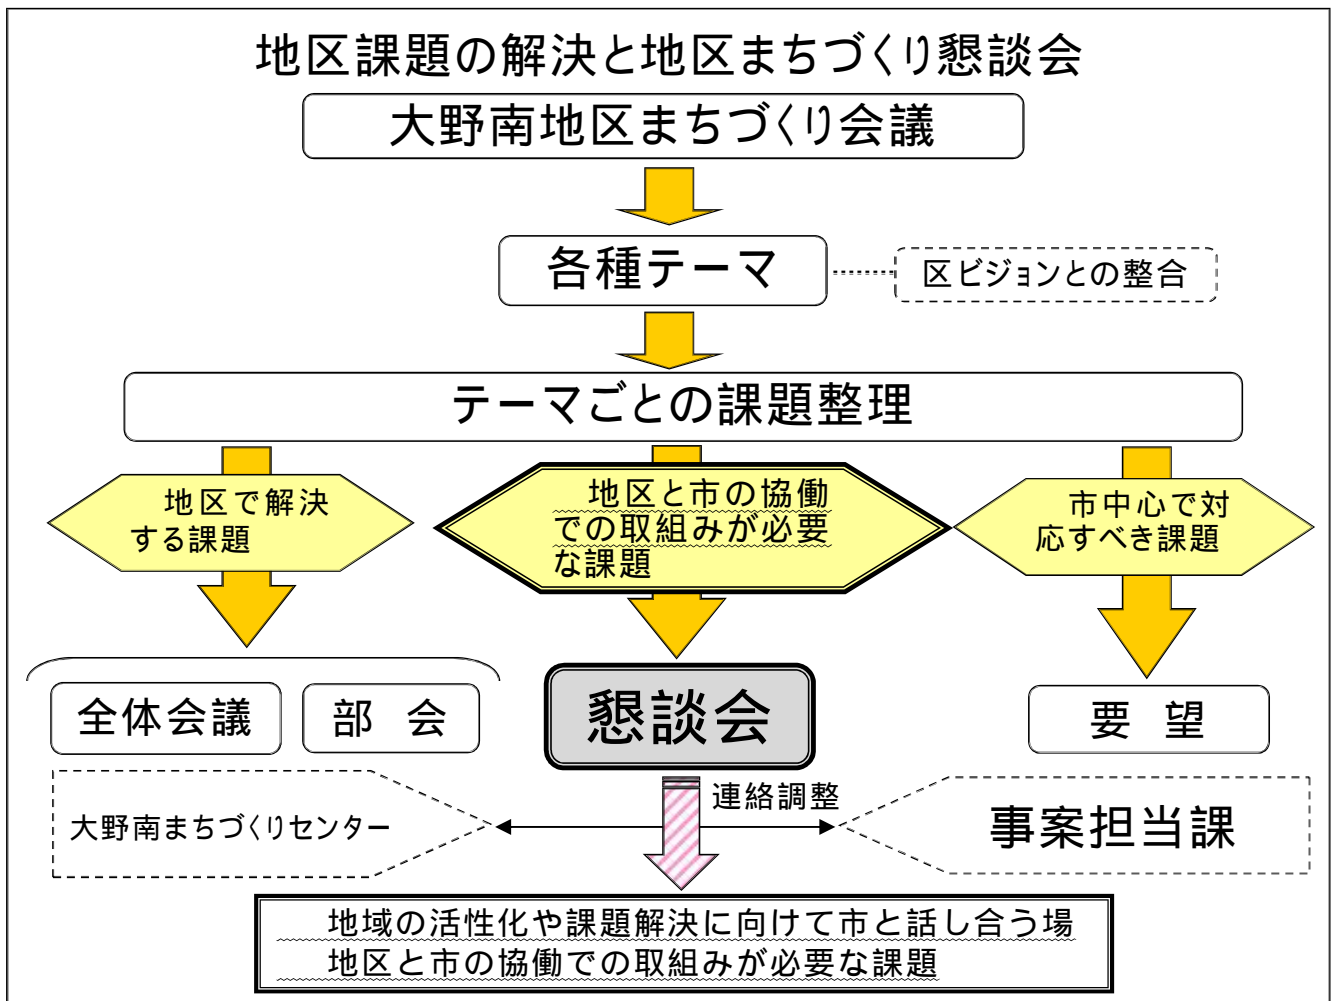 地区課題の解決と地区まちづくり懇談会
大野南地区まちづくり会議
各種テーマ
区ビジョンとの整合
テーマごとの課題整理
地区で解決
する課題
地区と市の協働
での取組みが必要
な課題
市中心で対
応すべき課題
全体会議
部 会
懇談会
要 望
連絡調整
大野南まちづくりセンター
事案担当課
地域の活性化や課題解決に向けて市と話し合う場
地区と市の協働での取組みが必要な課題